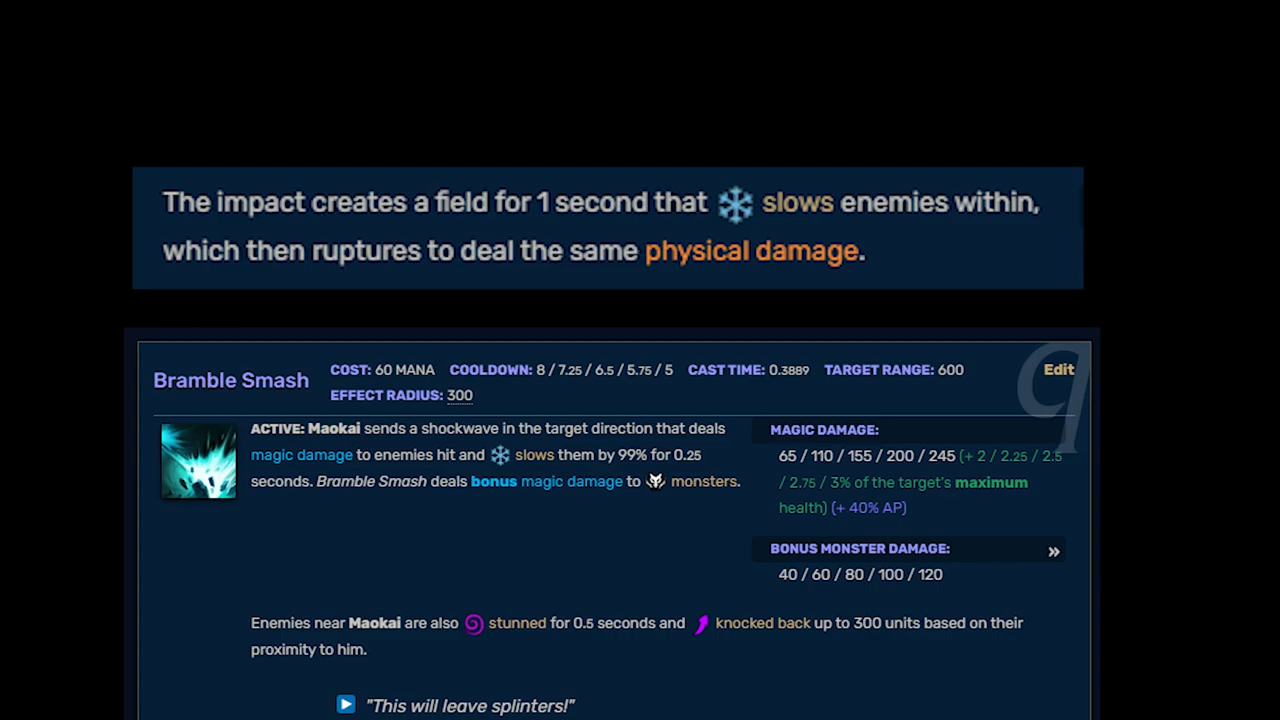 The impact creates a field for 1 second that slows enemies within,
which then ruptures to deal the same physical damage.
Bramble Smash
COST: 60 MANA COOLDOWN: 8 / 7.25 / 6.5 / 5.75 / 5 CAST TIME: 0.3889 TARGET RANGE: 600
EFFECT RADIUS: 300
Edit
q
ACTIVE: Maokai sends a shockwave in the target direction that deals
magic damage to enemies hit and slows them by 99% for 0.25
seconds. Bramble Smash deals bonus magic damage to monsters.
MAGIC DAMAGE:
65 / 110 / 155 / 200 / 245 (+ 2 / 2.25 / 2.5
/ 2.75 / 3% of the target's maximum
health) (+ 40% AP)
BONUS MONSTER DAMAGE: »
40 / 60 / 80 / 100 / 120
Enemies near Maokai are also stunned for 0.5 seconds and knocked back up to 300 units based on their
proximity to him.
"This will leave splinters!"